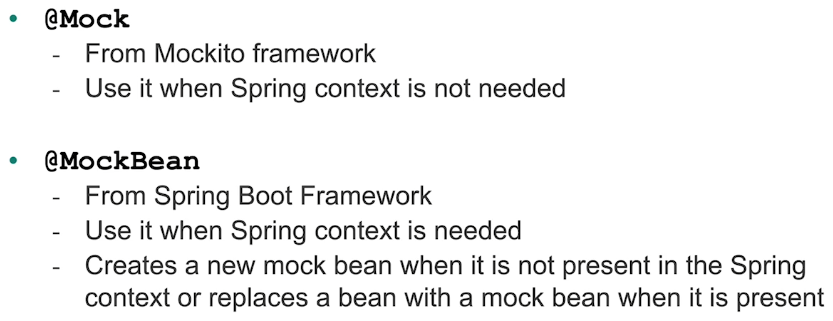 • @Mock
- From Mockito framework
- Use it when Spring context is not needed
• @MockBean
- From Spring Boot Framework
- Use it when Spring context is needed
- Creates a new mock bean when it is not present in the Spring
context or replaces a bean with a mock bean when it is present